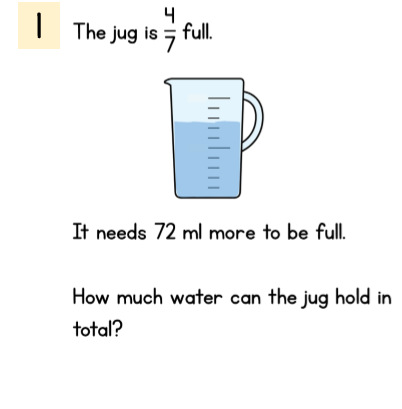 1
The jug is 4/7 full.
It needs 72 ml more to be full.
How much water can the jug hold in
total?